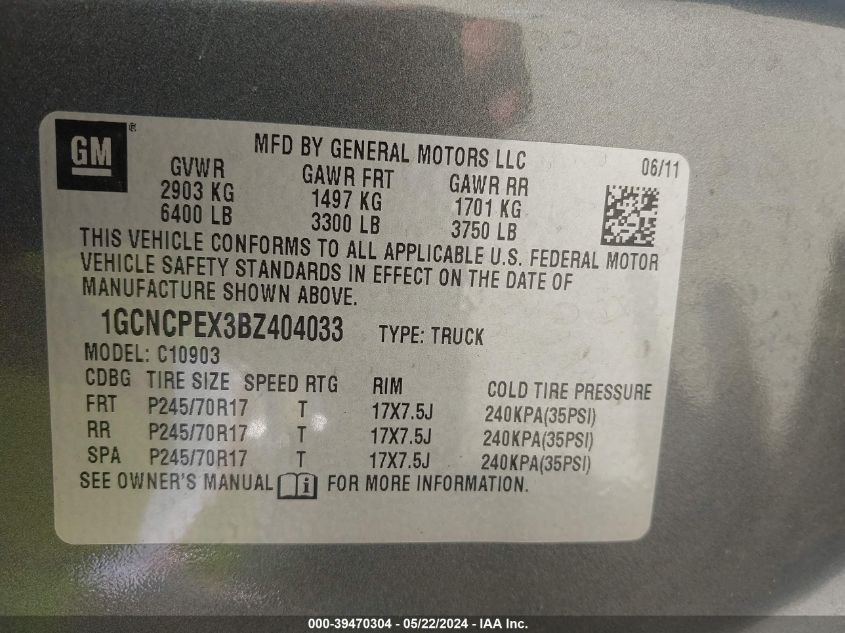 GM ®
MFD BY GENERAL MOTORS LLC 06/11
GVWR GAWR FRT GAWR RR
2903 KG 1497 KG 1701 KG
6400 LB 3300 LB 3750 LB
THIS VEHICLE CONFORMS TO ALL APPLICABLE U.S. FEDERAL MOTOR
VEHICLE SAFETY STANDARDS IN EFFECT ON THE DATE OF
MANUFACTURE SHOWN ABOVE.
1GCNCPEX3BZ404033 TYPE: TRUCK
MODEL: C10903
CDBG TIRE SIZE SPEED RTG RIM COLD TIRE PRESSURE
FRT P245/70R17 T 17X7.5J 240KPA(35PSI)
RR P245/70R17 T 17X7.5J 240KPA(35PSI)
SPA P245/70R17 T 17X7.5J 240KPA(35PSI)
SEE OWNER'S MANUAL i FOR MORE INFORMATION.
000-39470304 - 05/22/2024 - IAA Inc.